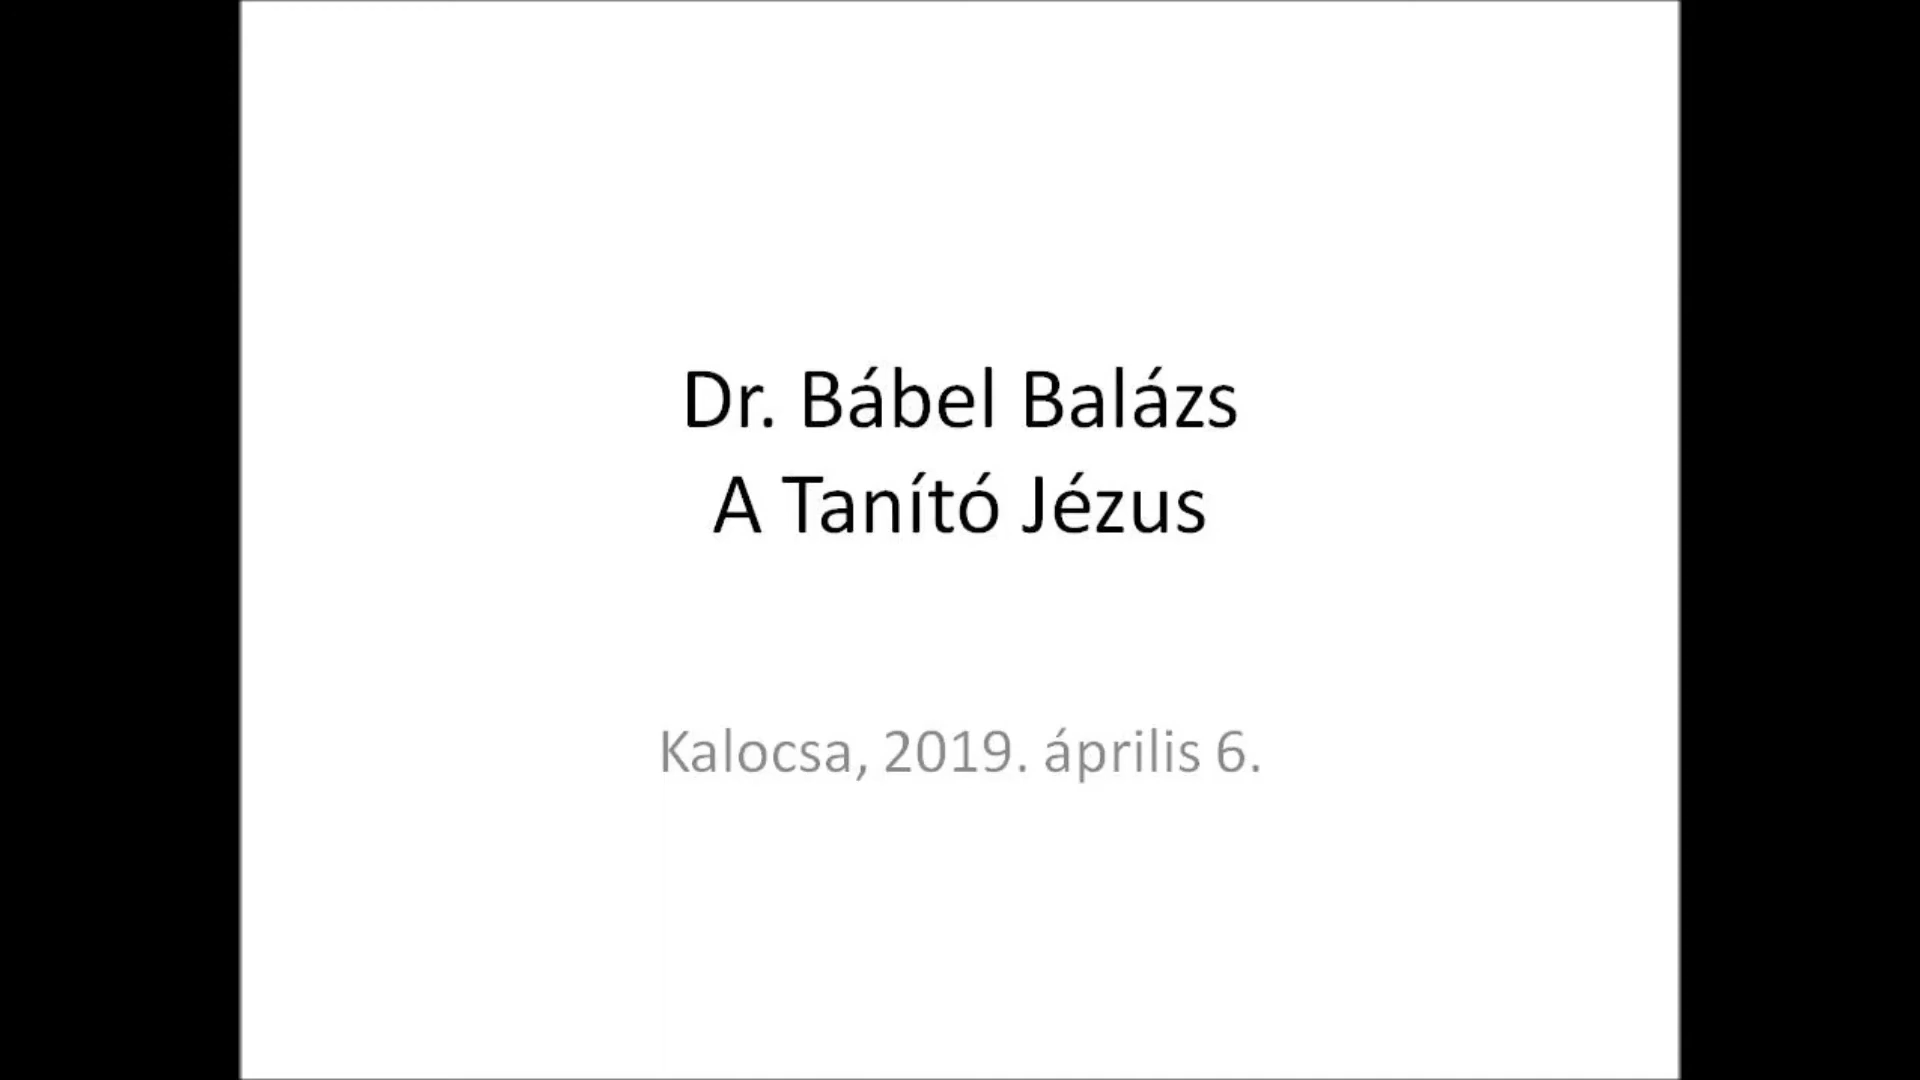 Dr. Bábel Balázs
A Tanító Jézus
Kalocsa, 2019. április 6.